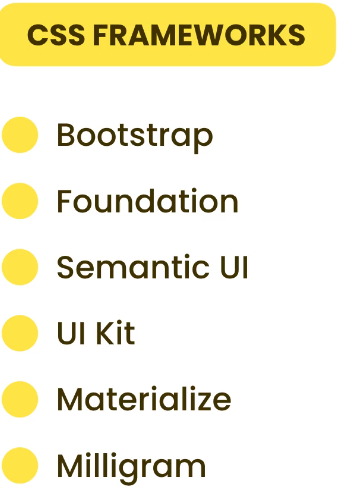 CSS FRAMEWORKS
Bootstrap
Foundation
Semantic UI
UI Kit
Materialize
Milligram